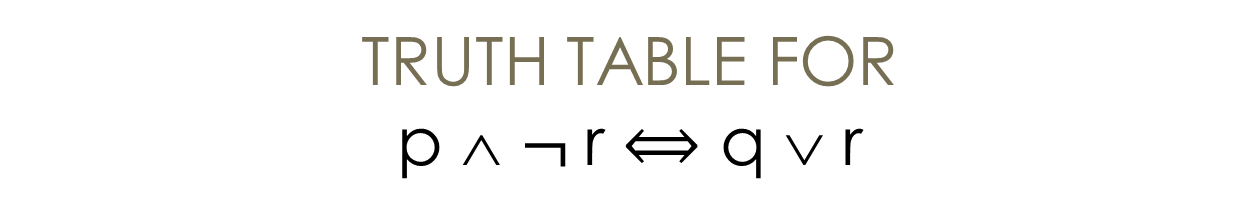 TRUTH TABLE FOR
p ∧ ¬ r ⇔ q ∨ r